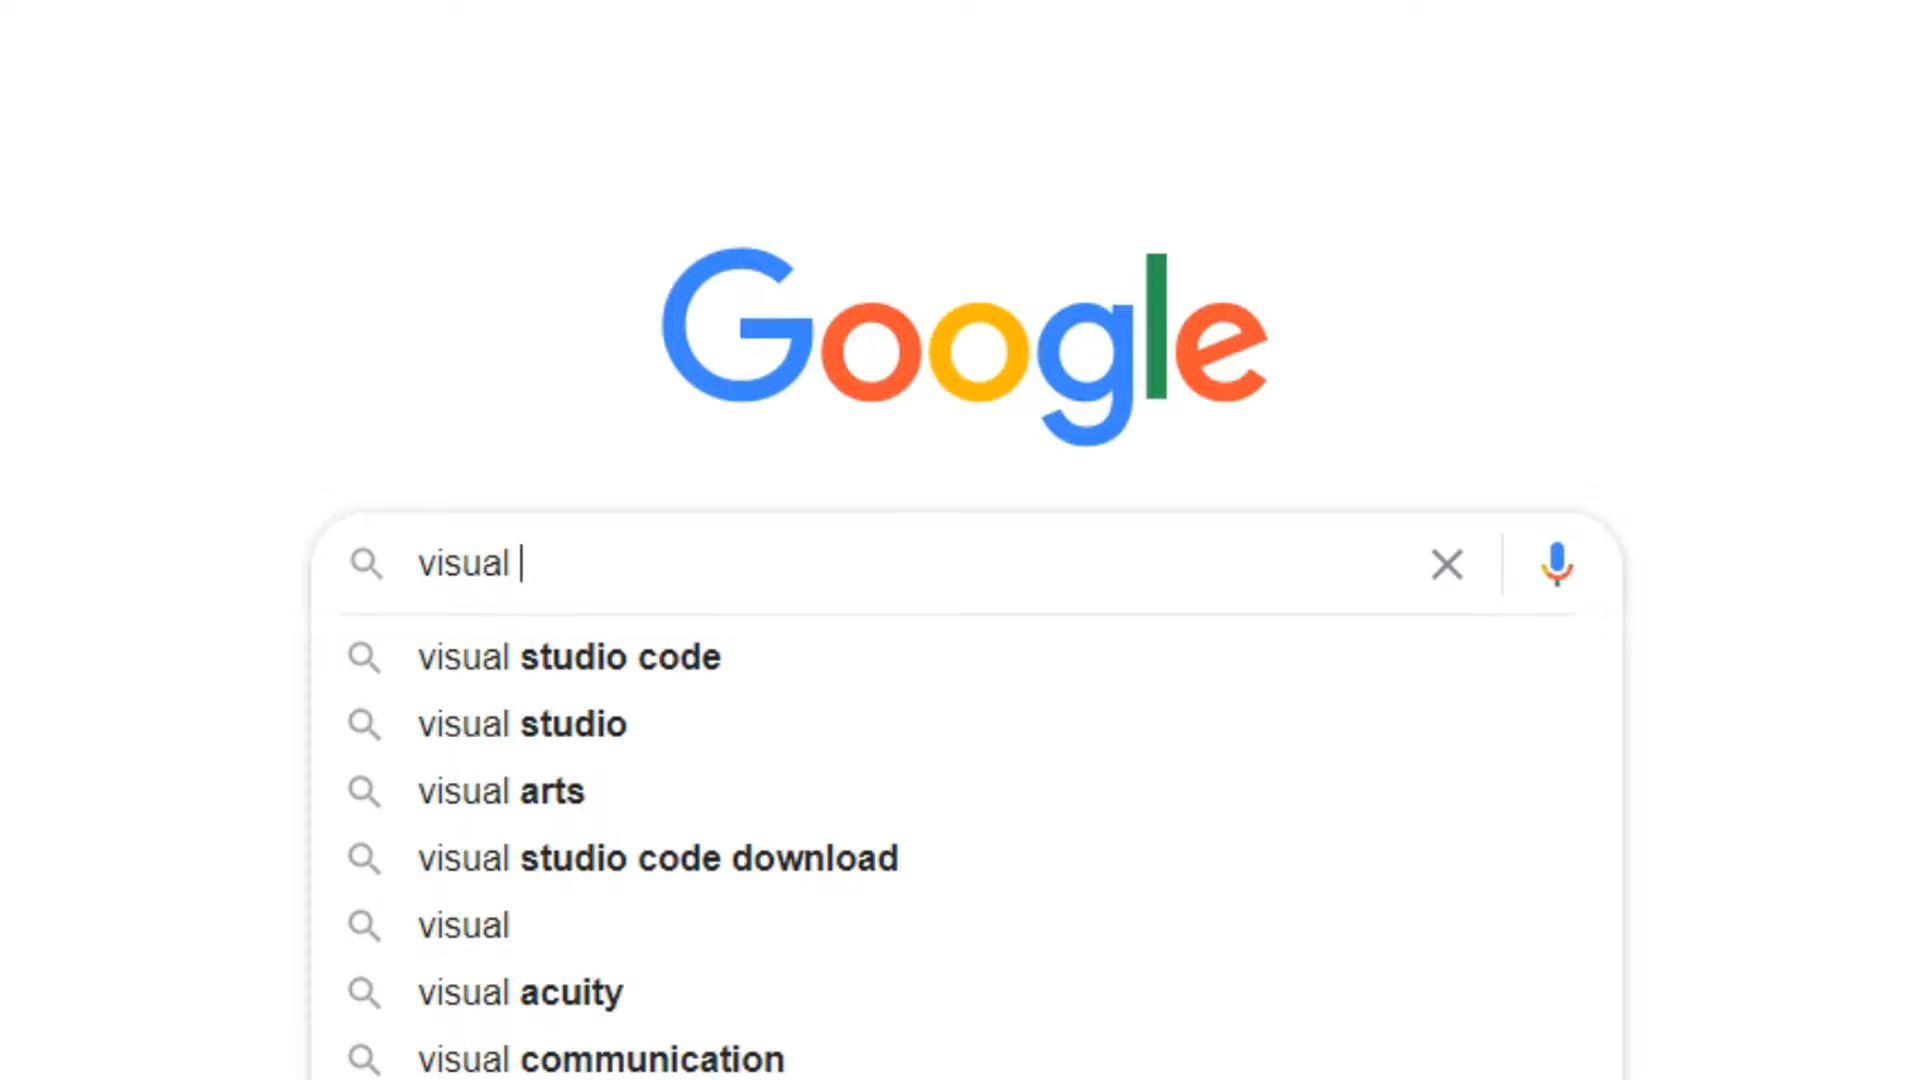 Google
visual
visual studio code
visual studio
visual arts
visual studio code download
visual
visual acuity
visual communication